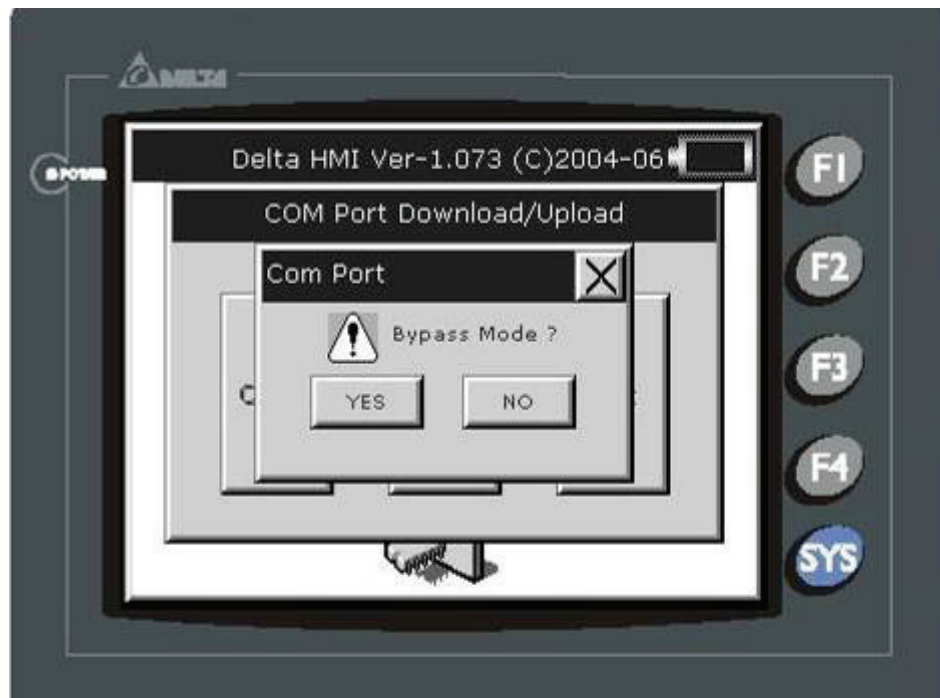 DELTA
POWER
Delta HMI Ver-1.073 (C)2004-06
COM Port Download/Upload
Com Port
Bypass Mode ?
YES
NO
F1
F2
F3
F4
SYS